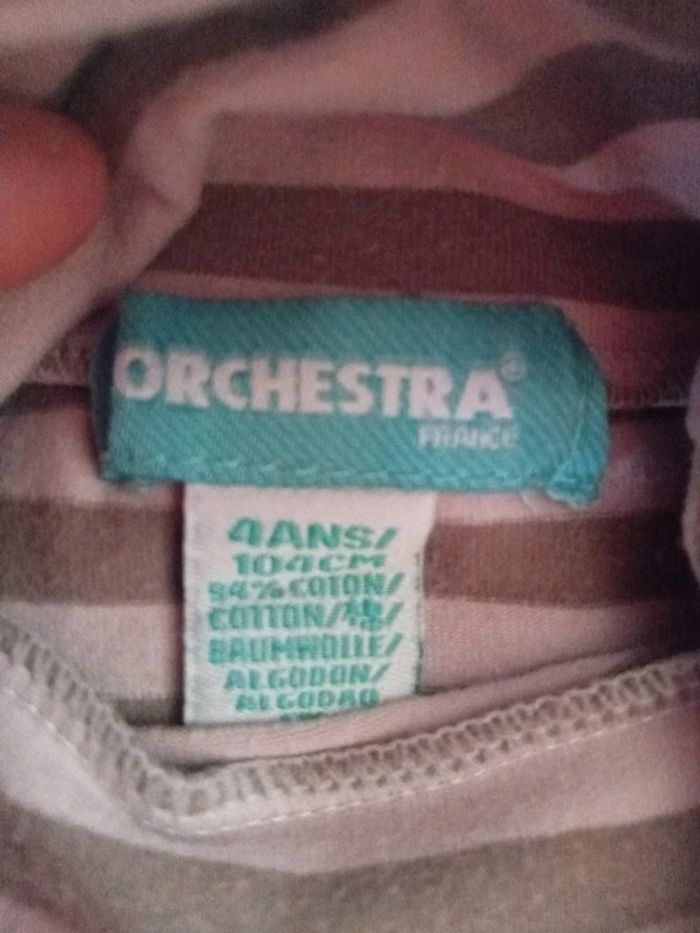 ORCHESTRA®
FRANCE
4ANS/
104CM
94% COTON/
COTTON/棉/
BAUMWOLLE/
ALGODON/
ALGODAO